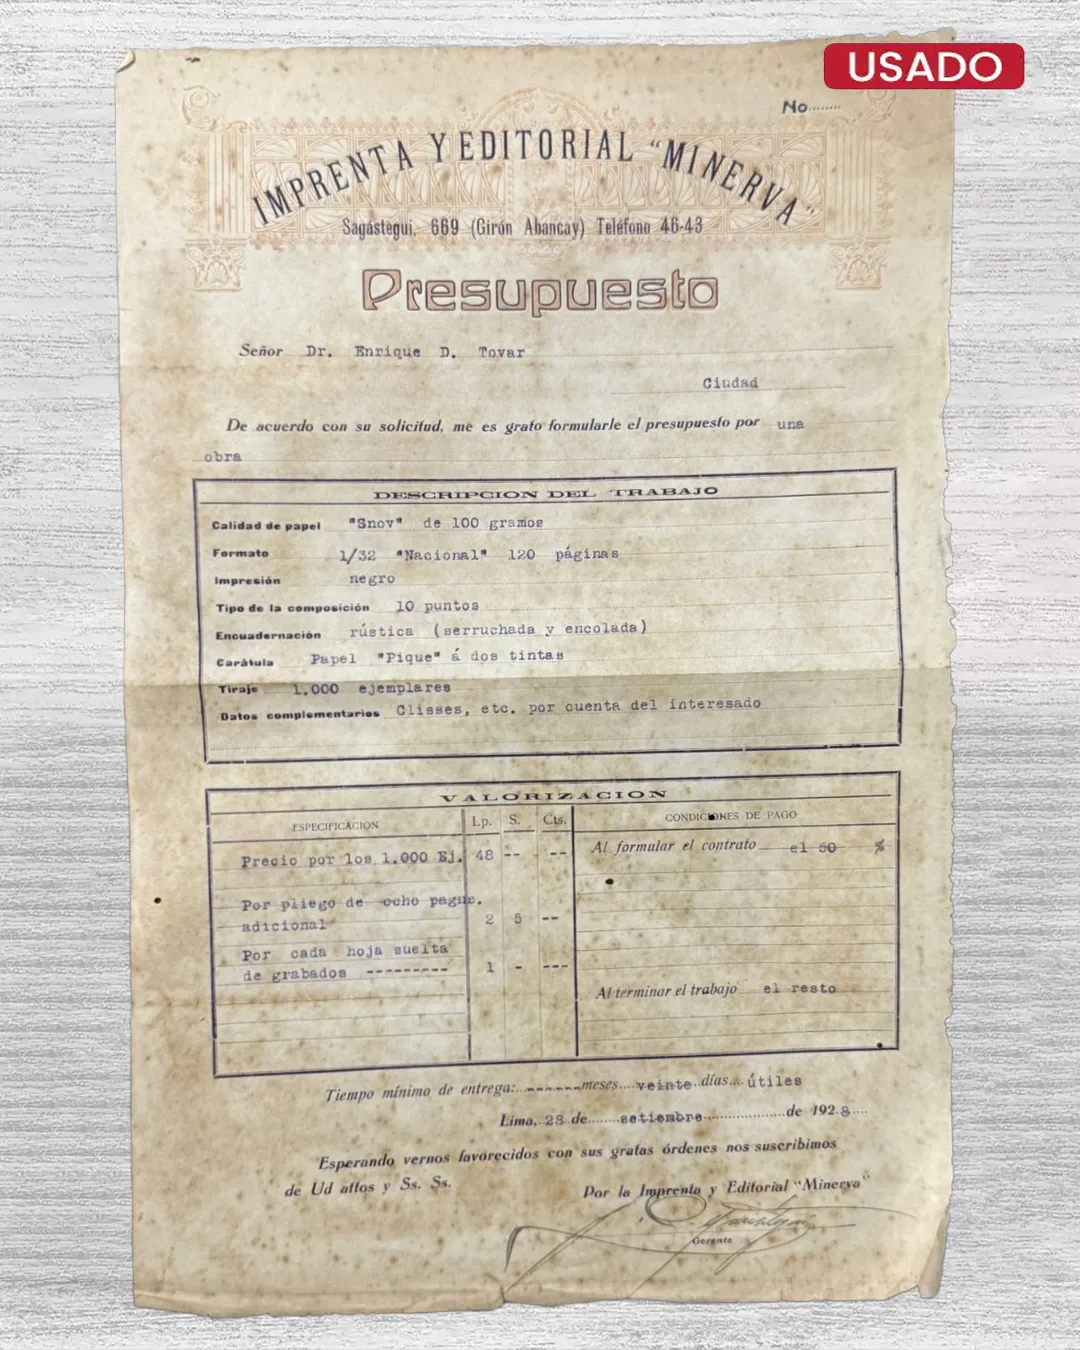 USADO
No........
IMPRENTA Y EDITORIAL "MINERVA"
Sagástegui, 669 (Girón Abancay) Teléfono 46-43
Presupuesto
Señor Dr. Enrique D. Tovar
Ciudad
De acuerdo con su solicitud, me es grato formularle el presupuesto por una
obra
DESCRIPCION DEL TRABAJO
Calidad de papel "Snov" de 100 gramos
Formato 1/32 "Nacional" 120 páginas
Impresión negro
Tipo de la composición 10 puntos
Encuadernación rústica (serruchada y encolada)
Carátula Papel "Pique" á dos tintas
Tiraje 1.000 ejemplares
Datos complementarios Clisses, etc. por cuenta del interesado
VALORIZACION
ESPECIFICACION Lp. S. Cts. CONDICIONES DE PAGO
Precio por los 1.000 Ej. 48 -- -- Al formular el contrato el 50 %
Por pliego de ocho pags.
adicional 2 5 --
Por cada hoja suelta
de grabados --------- 1 - --- Al terminar el trabajo el resto
Tiempo mínimo de entrega: ------ meses veinte días útiles
Lima, 28 de setiembre de 1928
Esperando vernos favorecidos con sus gratas órdenes nos suscribimos
de Ud attos y Ss. Ss.
Por la Imprenta y Editorial "Minerva"
Gerente